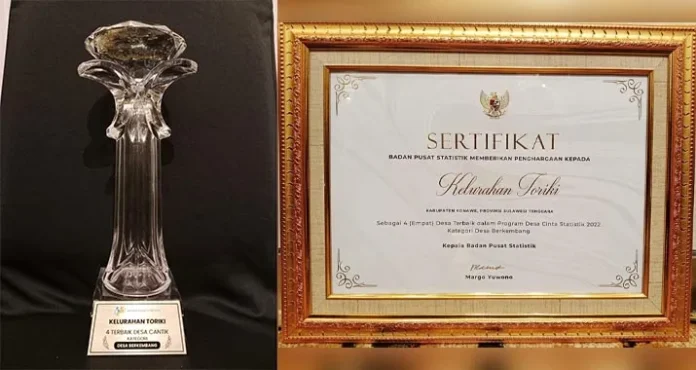 KELURAHAN TORIKI
4 TERBAIK DESA CANTIK
KATEGORI
DESA BERKEMBANG
SERTIFIKAT
BADAN PUSAT STATISTIK MEMBERIKAN PENGHARGAAN KEPADA
Kelurahan Toriki
KABUPATEN KONAWE, PROVINSI SULAWESI TENGGARA
Sebagai 4 (Empat) Desa Terbaik dalam Program Desa Cinta Statistik 2022
Kategori Desa Berkembang
Kepala Badan Pusat Statistik
Margo Yuwono